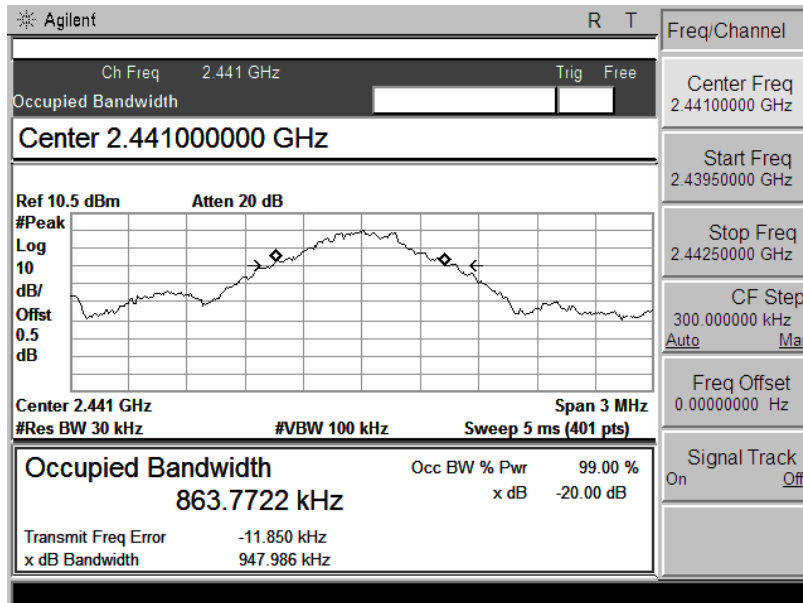 Agilent R T
Ch Freq 2.441 GHz Trig Free
Occupied Bandwidth
Center 2.441000000 GHz
Ref 10.5 dBm Atten 20 dB
#Peak
Log
10
dB/
Offst
0.5
dB
Center 2.441 GHz Span 3 MHz
#Res BW 30 kHz #VBW 100 kHz Sweep 5 ms (401 pts)
Occupied Bandwidth Occ BW % Pwr 99.00 %
863.7722 kHz x dB -20.00 dB
Transmit Freq Error -11.850 kHz
x dB Bandwidth 947.986 kHz
Freq/Channel
Center Freq
2.44100000 GHz
Start Freq
2.43950000 GHz
Stop Freq
2.44250000 GHz
CF Step
300.000000 kHz
Auto Ma
Freq Offset
0.00000000 Hz
Signal Track
On Off